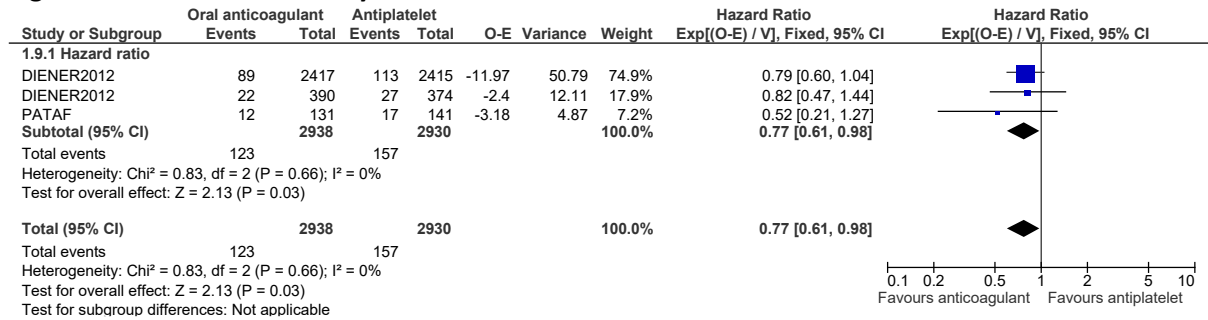 Oral anticoagulant Antiplatelet Hazard Ratio Hazard Ratio
Study or Subgroup Events Total Events Total O-E Variance Weight Exp[(O-E) / V], Fixed, 95% CI Exp[(O-E) / V], Fixed, 95% CI
1.9.1 Hazard ratio
DIENER2012 89 2417 113 2415 -11.97 50.79 74.9% 0.79 [0.60, 1.04]
DIENER2012 22 390 27 374 -2.4 12.11 17.9% 0.82 [0.47, 1.44]
PATAF 12 131 17 141 -3.18 4.87 7.2% 0.52 [0.21, 1.27]
Subtotal (95% CI) 2938 2930 100.0% 0.77 [0.61, 0.98]
Total events 123 157
Heterogeneity: Chi² = 0.83, df = 2 (P = 0.66); I² = 0%
Test for overall effect: Z = 2.13 (P = 0.03)
Total (95% CI) 2938 2930 100.0% 0.77 [0.61, 0.98]
Total events 123 157
Heterogeneity: Chi² = 0.83, df = 2 (P = 0.66); I² = 0%
Test for overall effect: Z = 2.13 (P = 0.03)
Test for subgroup differences: Not applicable
0.1 0.2 0.5 1 2 5 10
Favours anticoagulant Favours antiplatelet